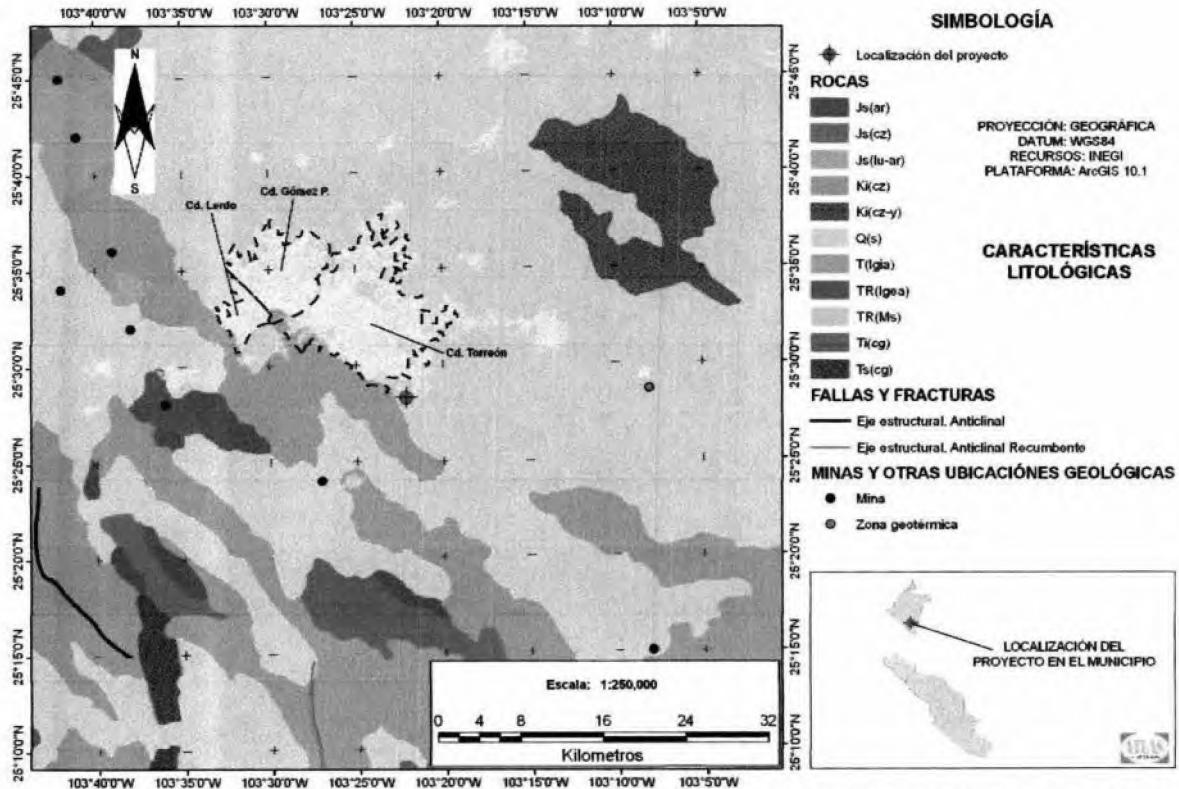 103°40'0"W 103°35'0"W 103°30'0"W 103°25'0"W 103°20'0"W 103°15'0"W 103°10'0"W 103°5'0"W
25°45'0"N
25°40'0"N
25°35'0"N
25°30'0"N
25°25'0"N
25°20'0"N
25°15'0"N
25°10'0"N
N
S
Cd. Gómez P.
Cd. Lerdo
Cd. Torreón
Escala: 1:250,000
0 4 8 16 24 32
Kilometros
25°45'0"N
25°40'0"N
25°35'0"N
25°30'0"N
25°25'0"N
25°20'0"N
25°15'0"N
25°10'0"N
103°40'0"W 103°35'0"W 103°30'0"W 103°25'0"W 103°20'0"W 103°15'0"W 103°10'0"W 103°5'0"W
SIMBOLOGÍA
Localización del proyecto
ROCAS
Js(ar)
Js(cz)
Js(lu-ar)
Ki(cz)
Ki(cz-y)
Q(s)
T(Igia)
TR(Igea)
TR(Ms)
Ti(cg)
Ts(cg)
PROYECCIÓN: GEOGRÁFICA
DATUM: WGS84
RECURSOS: INEGI
PLATAFORMA: ArcGIS 10.1
CARACTERÍSTICAS
LITOLÓGICAS
FALLAS Y FRACTURAS
Eje estructural. Anticlinal
Eje estructural. Anticlinal Recumbente
MINAS Y OTRAS UBICACIÓNES GEOLÓGICAS
Mina
Zona geotérmica
LOCALIZACIÓN DEL
PROYECTO EN EL MUNICIPIO
ATLAS